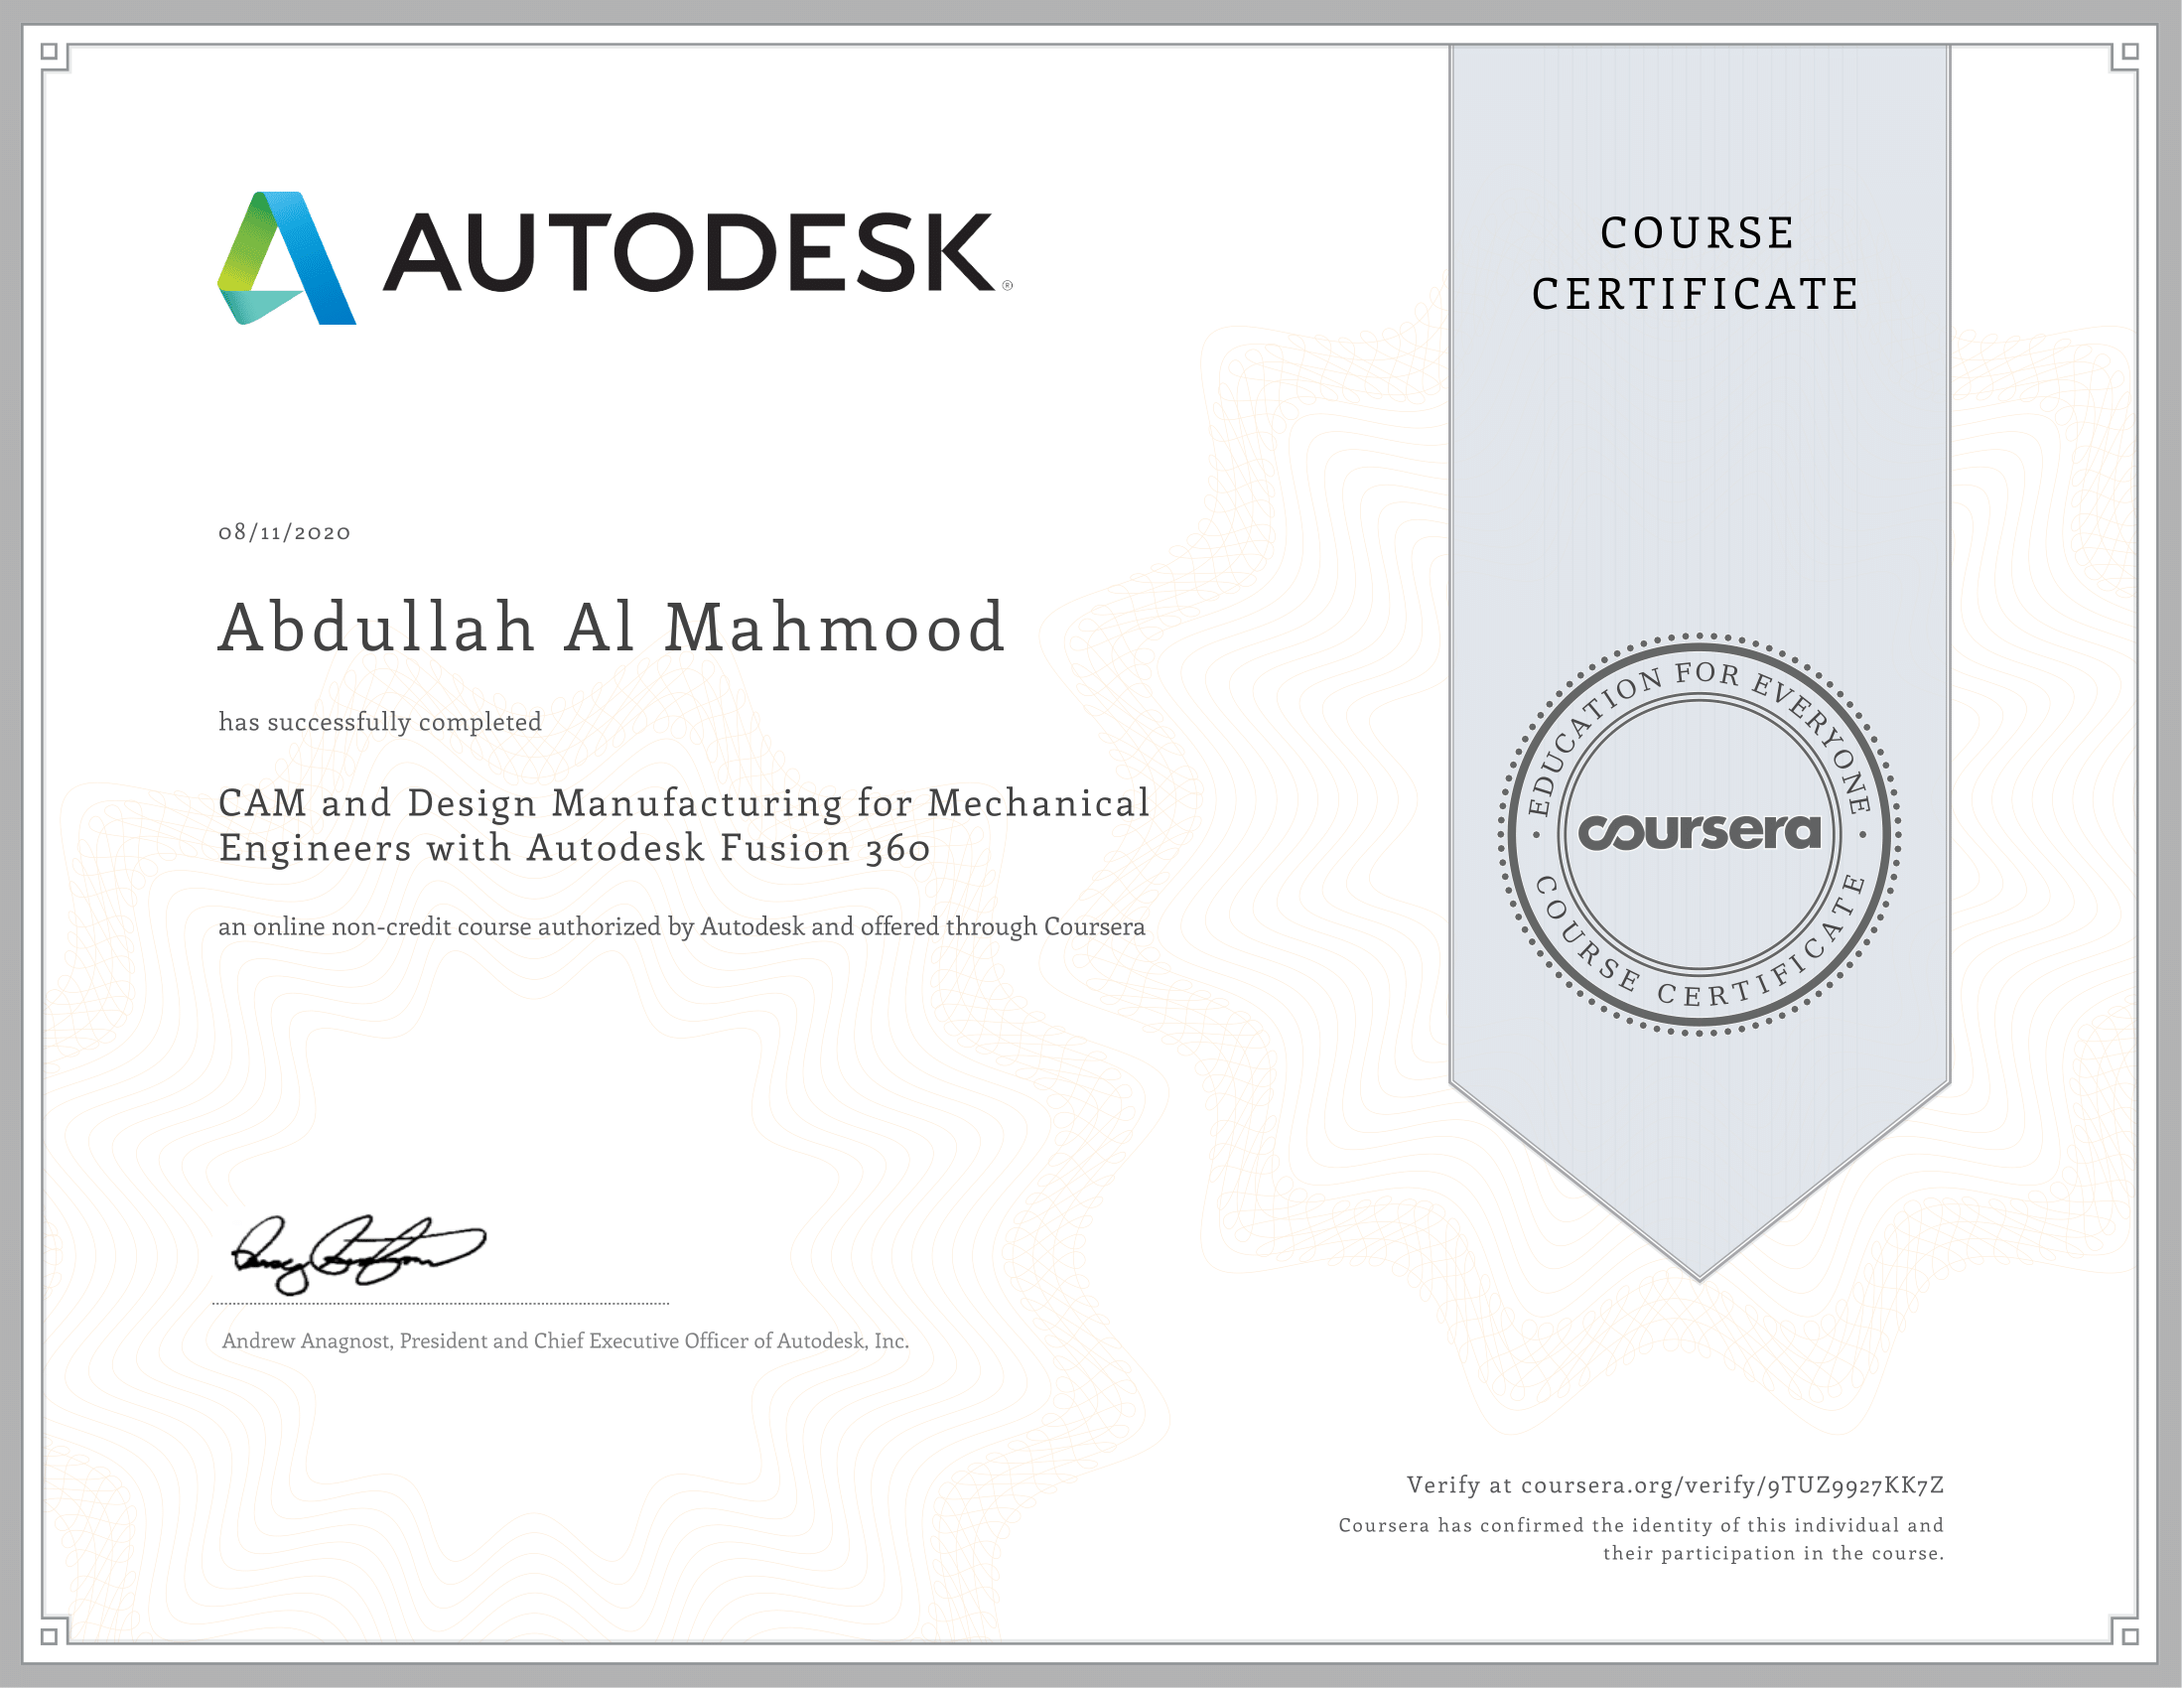 AUTODESK®
COURSE
CERTIFICATE
08/11/2020
Abdullah Al Mahmood
has successfully completed
CAM and Design Manufacturing for Mechanical
Engineers with Autodesk Fusion 360
an online non-credit course authorized by Autodesk and offered through Coursera
EDUCATION FOR EVERYONE
coursera
COURSE CERTIFICATE
Andrew Anagnost, President and Chief Executive Officer of Autodesk, Inc.
Verify at coursera.org/verify/9TUZ9927KK7Z
Coursera has confirmed the identity of this individual and
their participation in the course.